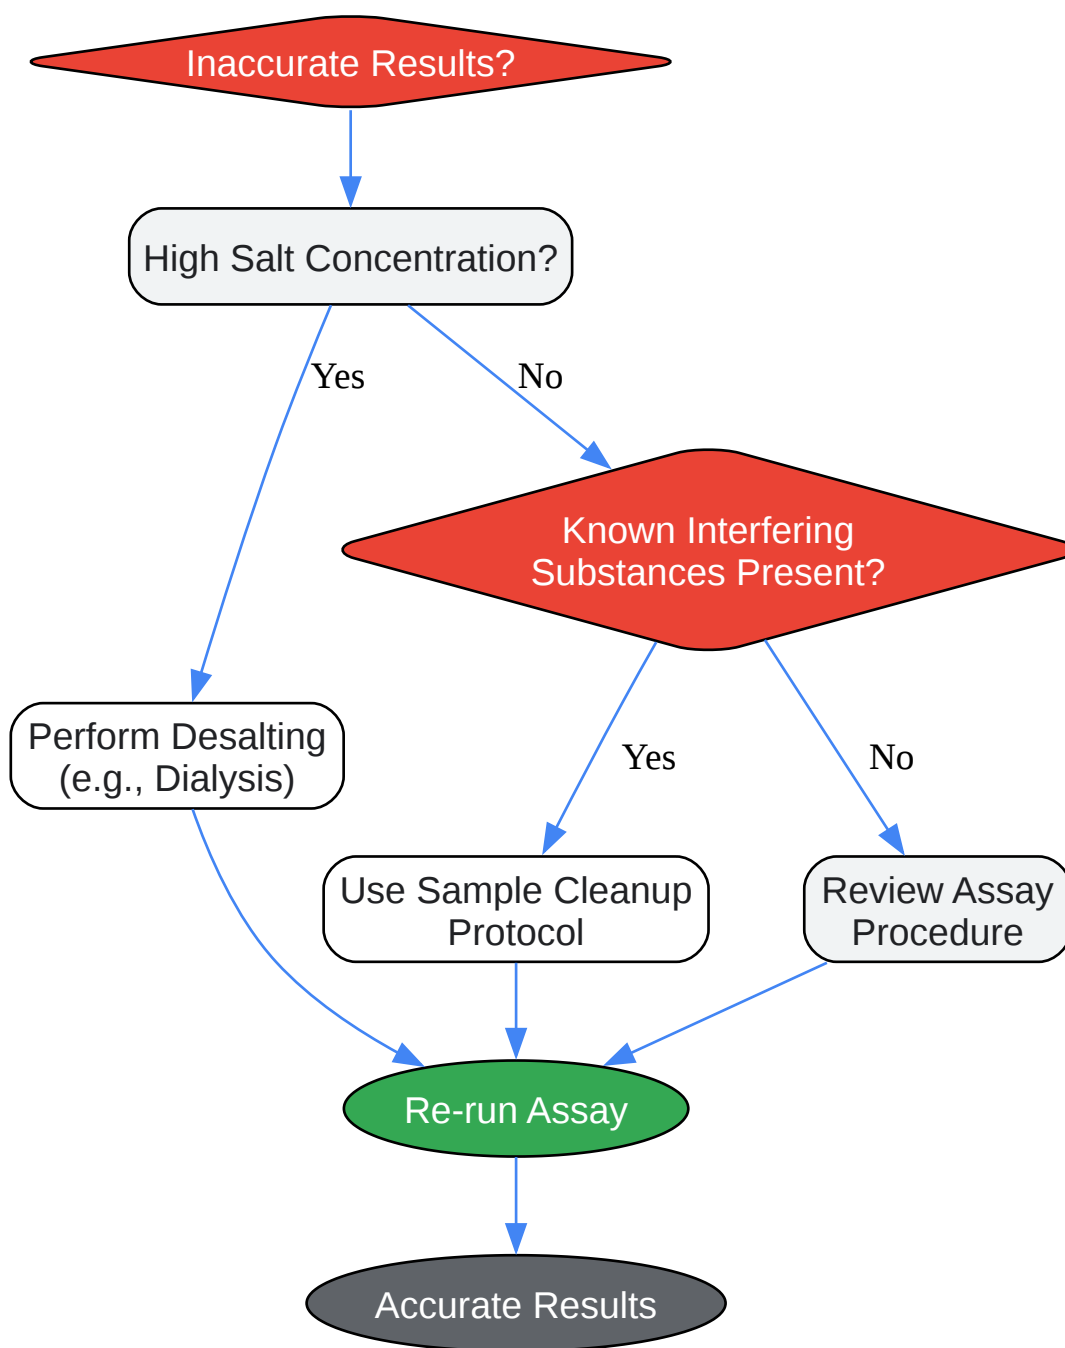 Inaccurate Results?
High Salt Concentration?
Yes
No
Known Interfering
Substances Present?
Perform Desalting
(e.g., Dialysis)
Yes
No
Use Sample Cleanup
Protocol
Review Assay
Procedure
Re-run Assay
Accurate Results